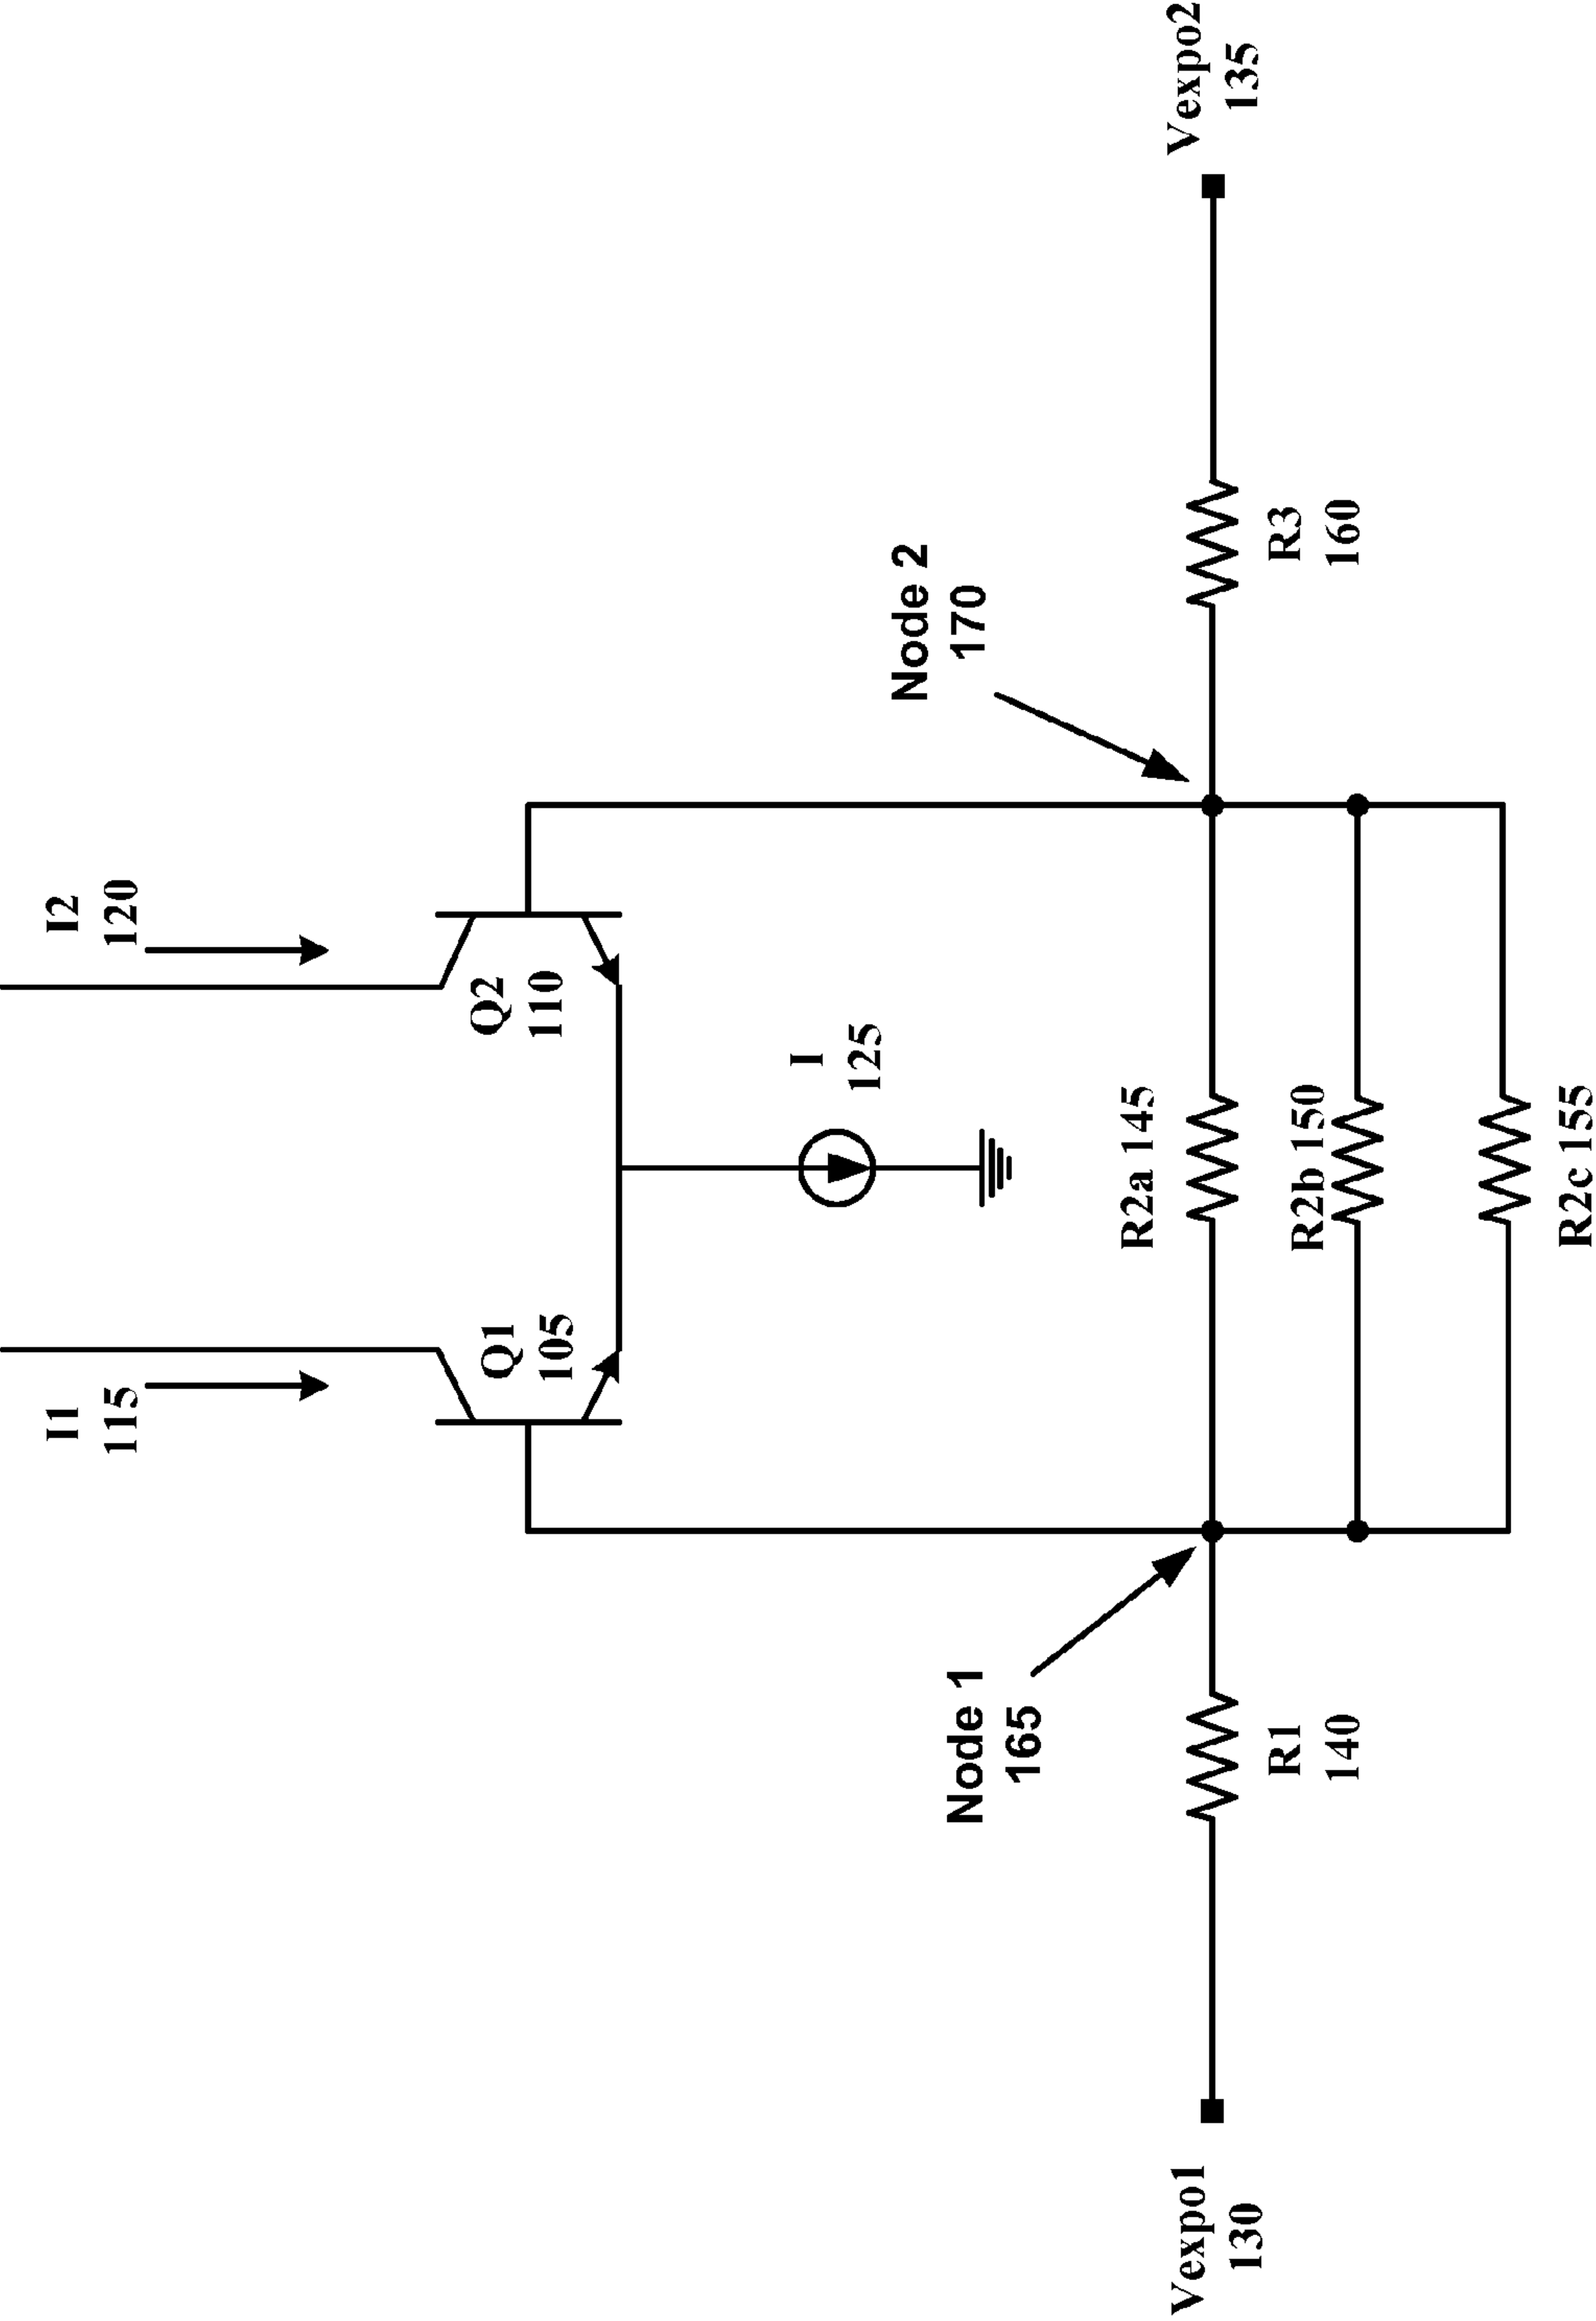 I1
115
I2
120
Q1
105
Q2
110
I
125
Node 1
165
Node 2
170
Vexpo1
130
R1
140
R2a 145
R2b 150
R2c 155
R3
160
Vexpo2
135